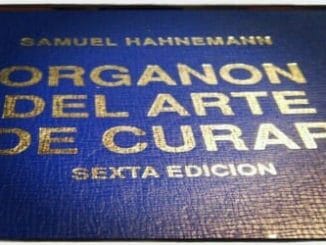 SAMUEL HAHNEMANN
ORGANON
DEL ARTE
DE CURAR
SEXTA EDICION